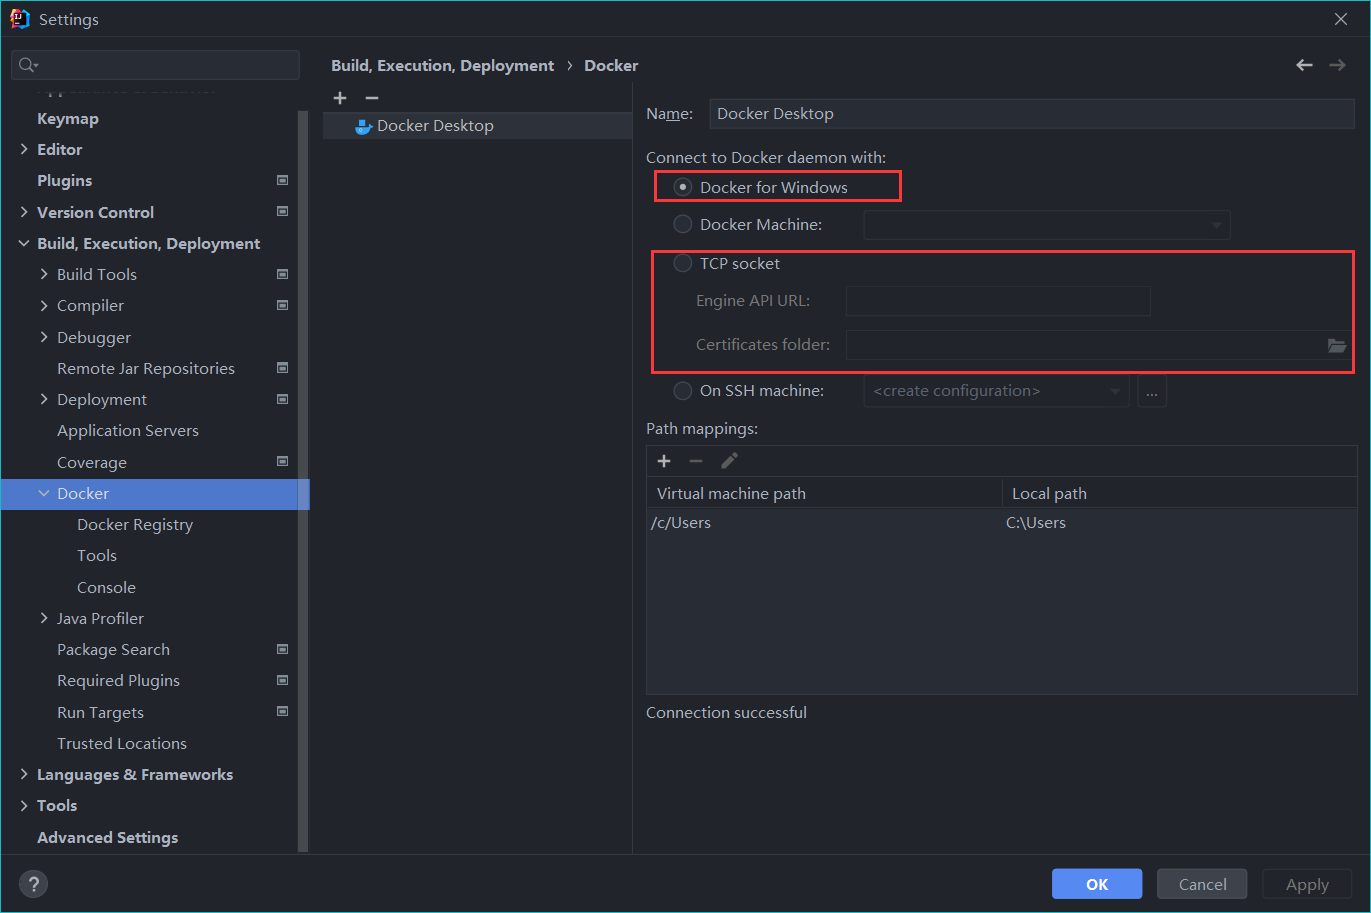 Settings
Build, Execution, Deployment › Docker
Keymap
Editor
Plugins
Version Control
Build, Execution, Deployment
Build Tools
Compiler
Debugger
Remote Jar Repositories
Deployment
Application Servers
Coverage
Docker
Docker Registry
Tools
Console
Java Profiler
Package Search
Required Plugins
Run Targets
Trusted Locations
Languages & Frameworks
Tools
Advanced Settings
Docker Desktop
Name: Docker Desktop
Connect to Docker daemon with:
Docker for Windows
Docker Machine:
TCP socket
Engine API URL:
Certificates folder:
On SSH machine: <create configuration> ...
Path mappings:
Virtual machine path Local path
/c/Users C:\Users
Connection successful
? OK Cancel Apply